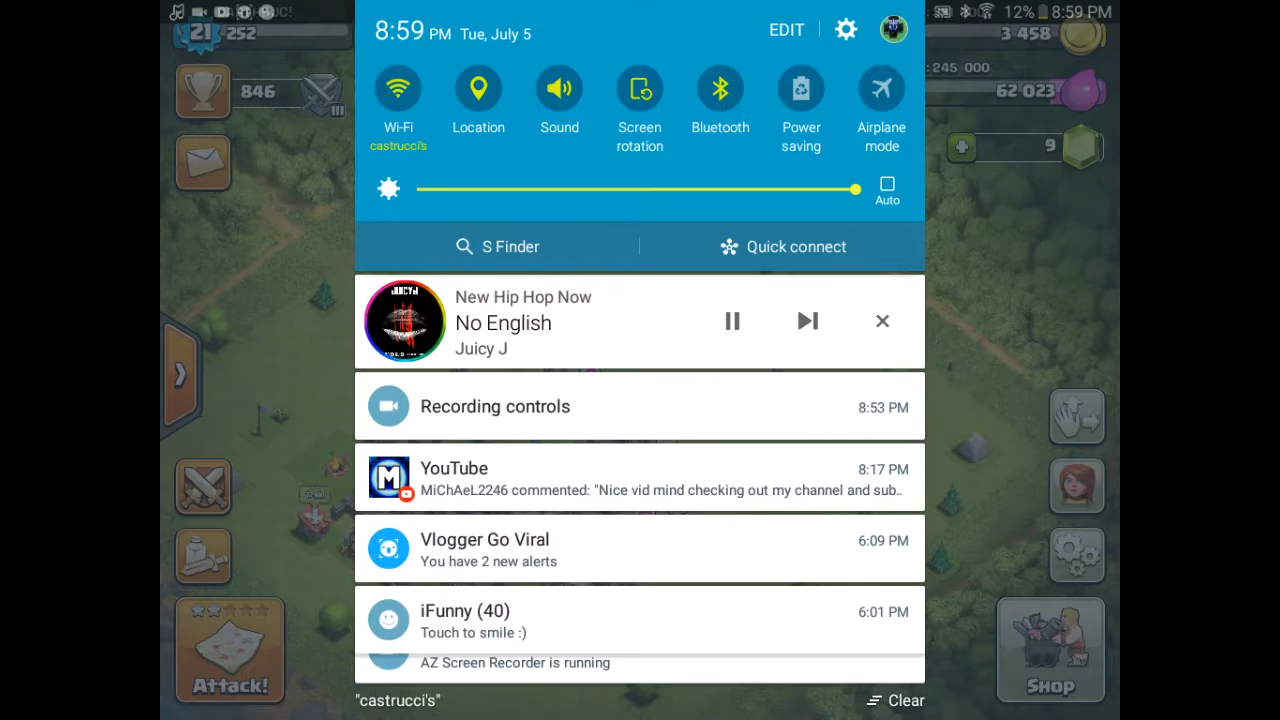 12% 8:59 PM
21 252
3 458
846
: 245 000
62 023
9
Attack!
Shop
8:59 PM Tue, July 5
EDIT
Wi-Fi
castrucci's
Location
Sound
Screen
rotation
Bluetooth
Power
saving
Airplane
mode
Auto
S Finder
Quick connect
JUICY J
New Hip Hop Now
No English
Juicy J
Recording controls
8:53 PM
M
YouTube
8:17 PM
MiChAeL2246 commented: "Nice vid mind checking out my channel and sub..
Vlogger Go Viral
6:09 PM
You have 2 new alerts
iFunny (40)
6:01 PM
Touch to smile :)
AZ Screen Recorder is running
"castrucci's"
Clear